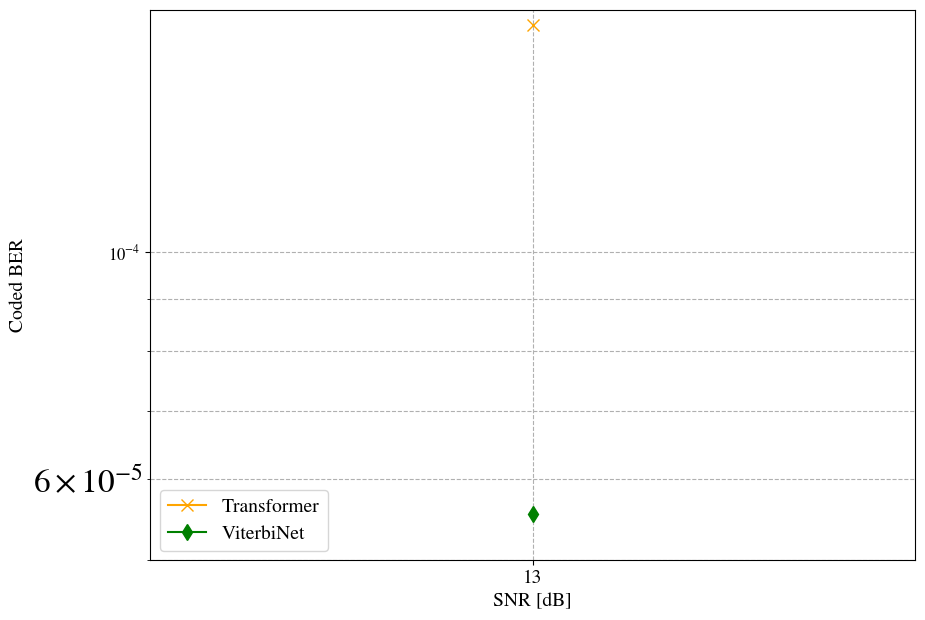 Coded BER
10⁻⁴
6×10⁻⁵
Transformer
ViterbiNet
13
SNR [dB]